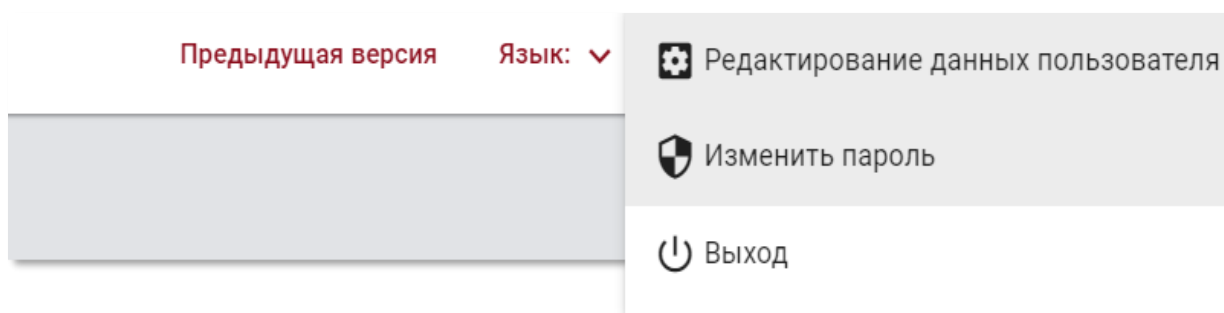 Предыдущая версия
Язык:
Редактирование данных пользователя
Изменить пароль
Выход